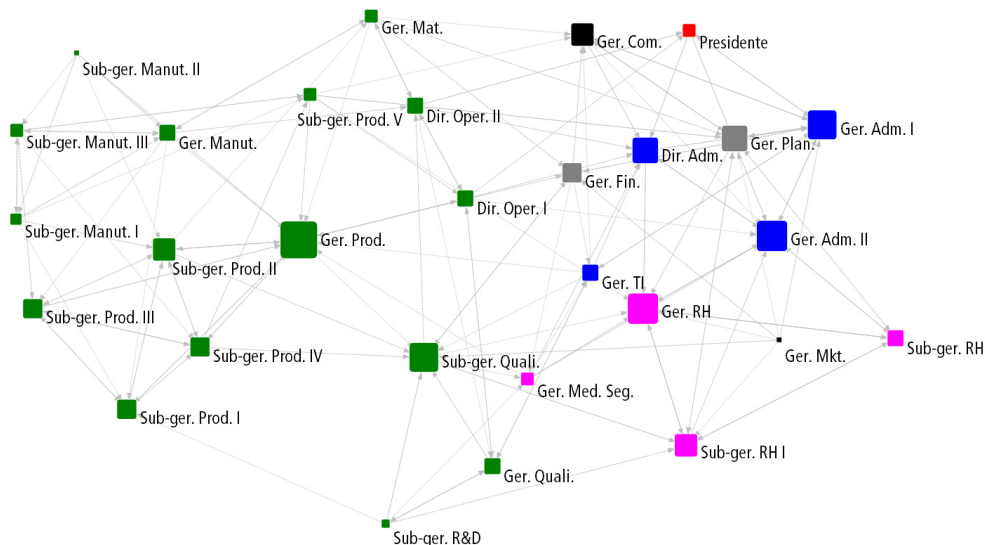 Ger. Mat.
Ger. Com.
Presidente
Sub-ger. Manut. II
Sub-ger. Prod. V
Dir. Oper. II
Ger. Adm. I
Sub-ger. Manut. III
Ger. Manut.
Dir. Adm.
Ger. Plan.
Ger. Fin.
Dir. Oper. I
Sub-ger. Manut. I
Ger. Prod.
Ger. Adm. II
Sub-ger. Prod. II
Ger. TI
Ger. RH
Sub-ger. Prod. III
Sub-ger. Prod. IV
Sub-ger. Quali.
Ger. Mkt.
Sub-ger. RH
Ger. Med. Seg.
Sub-ger. Prod. I
Sub-ger. RH I
Ger. Quali.
Sub-ger. R&D